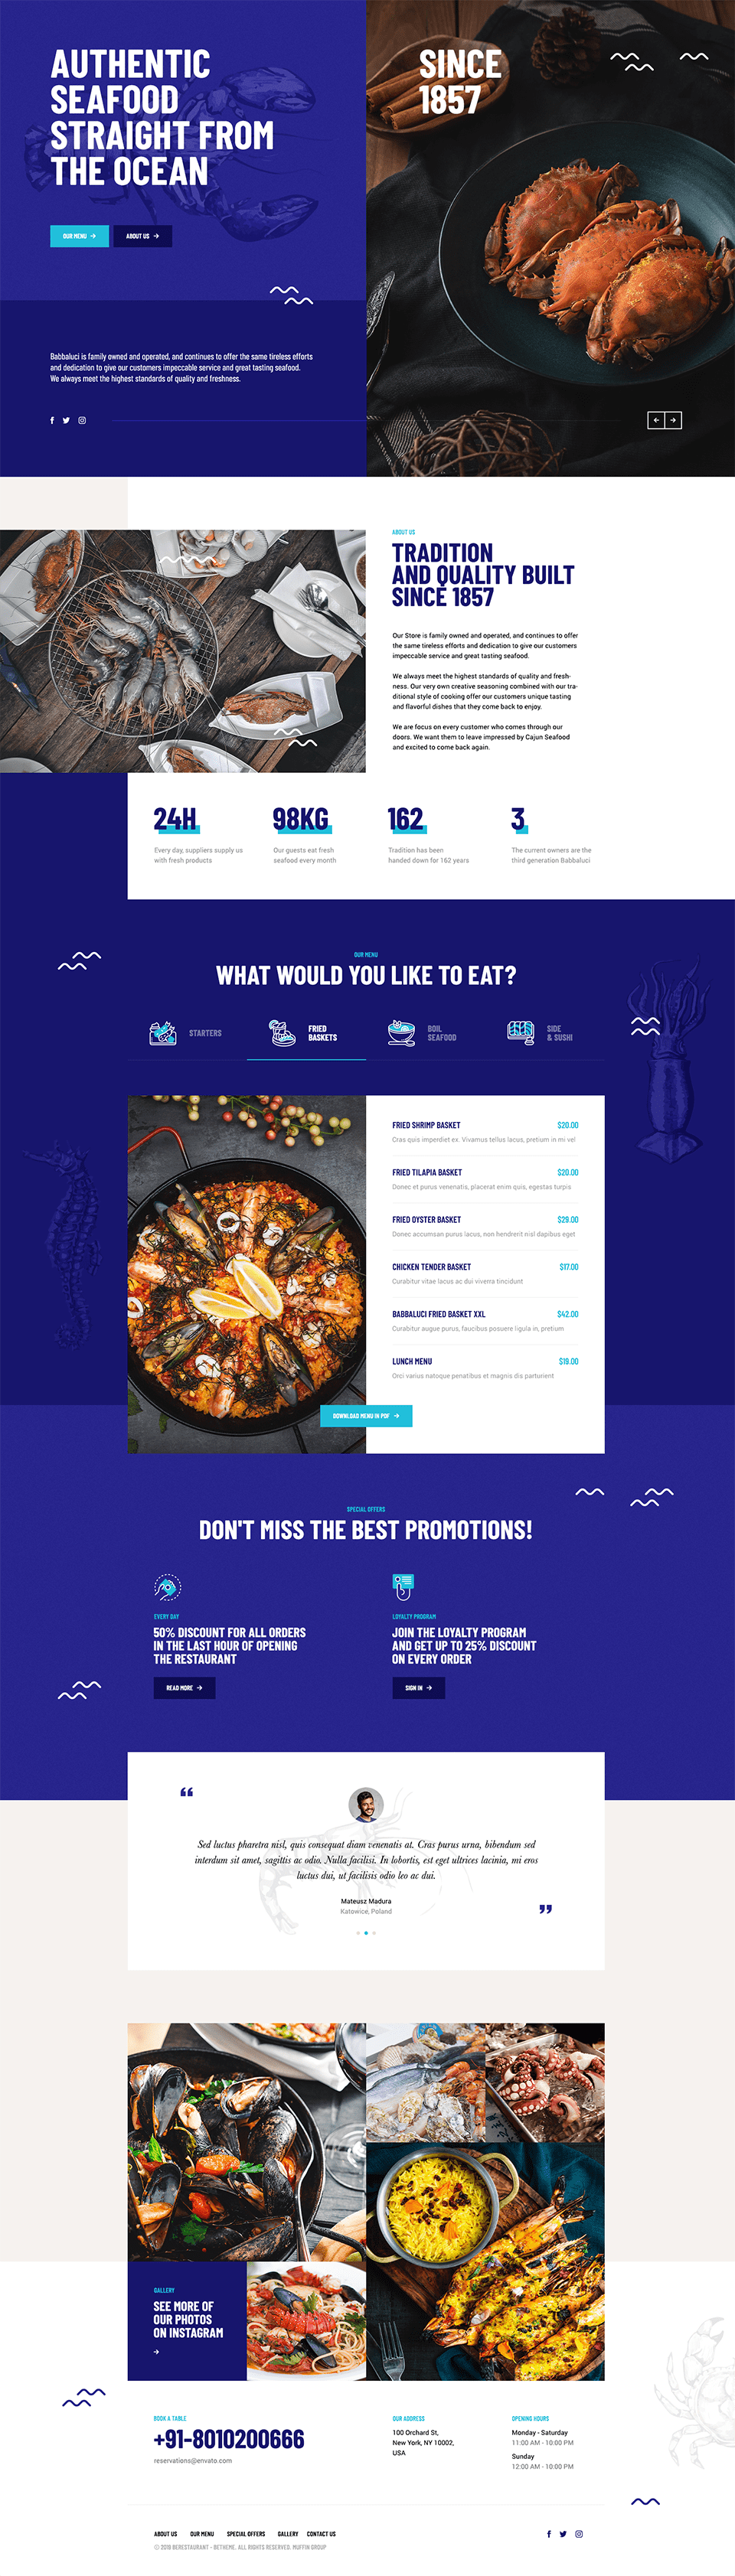 AUTHENTIC
SEAFOOD
STRAIGHT FROM
THE OCEAN
SINCE
1857
OUR MENU →
ABOUT US →
Babbaluci is family owned and operated, and continues to offer the same tireless efforts
and dedication to give our customers impeccable service and great tasting seafood.
We always meet the highest standards of quality and freshness.
ABOUT US
TRADITION
AND QUALITY BUILT
SINCE 1857
Our Store is family owned and operated, and continues to offer
the same tireless efforts and dedication to give our customers
impeccable service and great tasting seafood.
We always meet the highest standards of quality and fresh-
ness. Our very own creative seasoning combined with our tra-
ditional style of cooking offer our customers unique tasting
and flavorful dishes that they come back to enjoy.
We are focus on every customer who comes through our
doors. We want them to leave impressed by Cajun Seafood
and excited to come back again.
24H
Every day, suppliers supply us
with fresh products
98KG
Our guests eat fresh
seafood every month
162
Tradition has been
handed down for 162 years
3
The current owners are the
third generation Babbaluci
OUR MENU
WHAT WOULD YOU LIKE TO EAT?
STARTERS
FRIED
BASKETS
BOIL
SEAFOOD
SIDE
& SUSHI
FRIED SHRIMP BASKET $20.00
Cras quis imperdiet ex. Vivamus tellus lacus, pretium in mi vel
FRIED TILAPIA BASKET $20.00
Donec et purus venenatis, placerat enim quis, egestas turpis
FRIED OYSTER BASKET $29.00
Donec accumsan purus lacus, non hendrerit nisl dapibus eget
CHICKEN TENDER BASKET $17.00
Curabitur vitae lacus ac dui viverra tincidunt
BABBALUCI FRIED BASKET XXL $42.00
Curabitur augue purus, faucibus posuere ligula in, pretium
LUNCH MENU $19.00
Orci varius natoque penatibus et magnis dis parturient
DOWNLOAD MENU IN PDF →
SPECIAL OFFERS
DON'T MISS THE BEST PROMOTIONS!
EVERY DAY
50% DISCOUNT FOR ALL ORDERS
IN THE LAST HOUR OF OPENING
THE RESTAURANT
READ MORE →
LOYALTY PROGRAM
JOIN THE LOYALTY PROGRAM
AND GET UP TO 25% DISCOUNT
ON EVERY ORDER
SIGN IN →
Sed luctus pharetra nisl, quis consequat diam venenatis at. Cras purus urna, bibendum sed
interdum sit amet, sagittis ac odio. Nulla facilisi. In lobortis, est eget ultrices lacinia, mi eros
luctus dui, ut facilisis odio leo ac dui.
Mateusz Madura
Katowice, Poland
GALLERY
SEE MORE OF
OUR PHOTOS
ON INSTAGRAM
→
BOOK A TABLE
+91-8010200666
reservations@envato.com
OUR ADDRESS
100 Orchard St,
New York, NY 10002,
USA
OPENING HOURS
Monday - Saturday
11:00 AM - 10:00 PM
Sunday
12:00 AM - 10:00 PM
ABOUT US OUR MENU SPECIAL OFFERS GALLERY CONTACT US
© 2019 BERESTAURANT - BETHEME. ALL RIGHTS RESERVED. MUFFIN GROUP